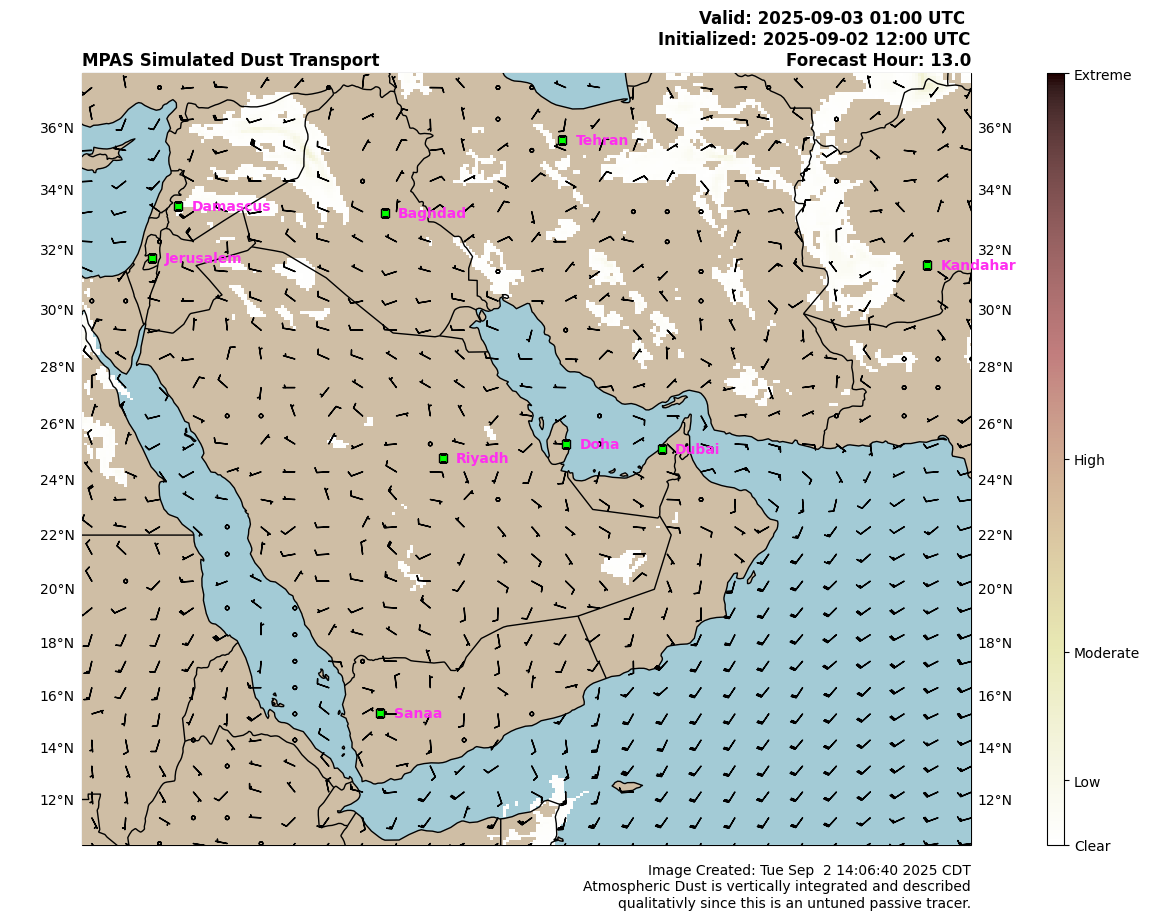 Valid: 2025-09-03 01:00 UTC
Initialized: 2025-09-02 12:00 UTC
MPAS Simulated Dust Transport Forecast Hour: 13.0
Extreme
36°N 36°N
Tehran
34°N 34°N
Damascus
Baghdad
32°N 32°N
Jerusalem
Kandahar
30°N 30°N
28°N 28°N
26°N 26°N
Doha
Dubai
Riyadh
High
24°N 24°N
22°N 22°N
20°N 20°N
18°N 18°N
Moderate
16°N 16°N
Sanaa
14°N 14°N
Low
12°N 12°N
Clear
Image Created: Tue Sep  2 14:06:40 2025 CDT
Atmospheric Dust is vertically integrated and described
qualitativly since this is an untuned passive tracer.